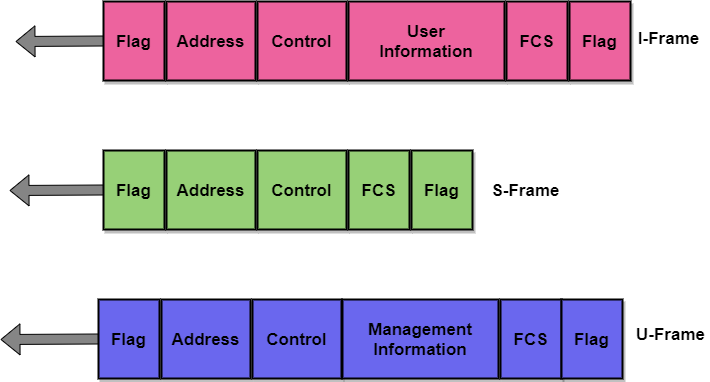 Flag Address Control User Information FCS Flag I-Frame
Flag Address Control FCS Flag S-Frame
Flag Address Control Management Information FCS Flag U-Frame